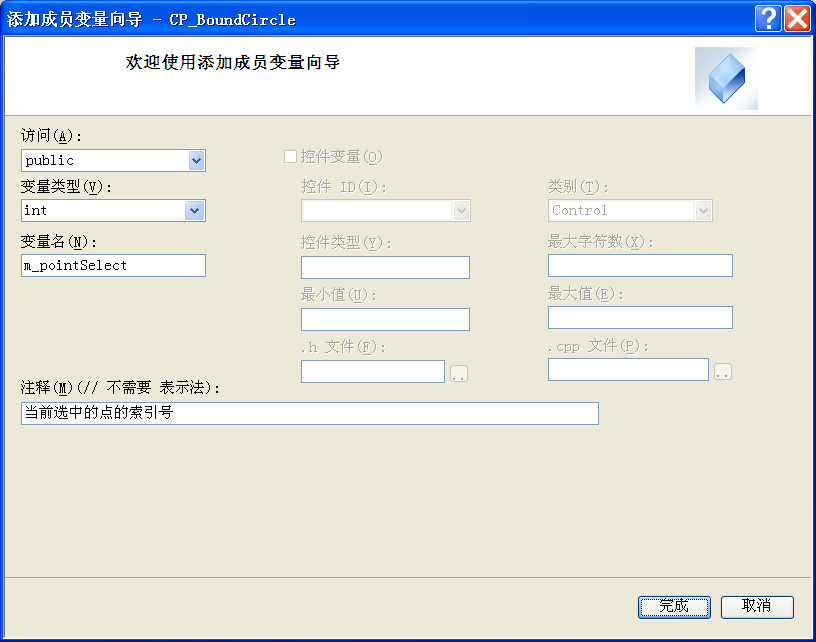 添加成员变量向导 - CP_BoundCircle
欢迎使用添加成员变量向导
访问(A):
public
控件变量(O)
变量类型(V):
控件 ID(I):
类别(T):
int
Control
变量名(N):
控件类型(Y):
最大字符数(X):
m_pointSelect
最小值(U):
最大值(E):
.h 文件(F):
.cpp 文件(P):
..
..
注释(M)(// 不需要 表示法):
当前选中的点的索引号
完成
取消